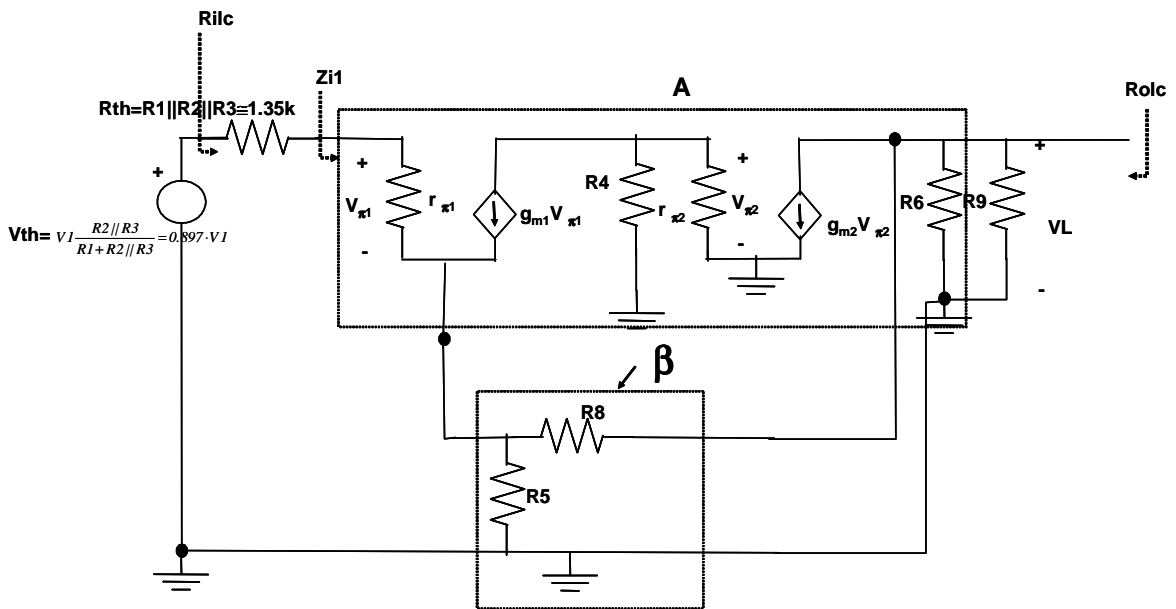 Rilc
Zi1
A
Rolc
Rth=R1||R2||R3≅1.35k
+
Vth= V1 R2//R3 / R1+R2//R3 =0.897·V1
+
Vπ1
-
rπ1
gm1Vπ1
R4
rπ2
+
Vπ2
-
gm2Vπ2
R6
R9
+
VL
-
β
R8
R5